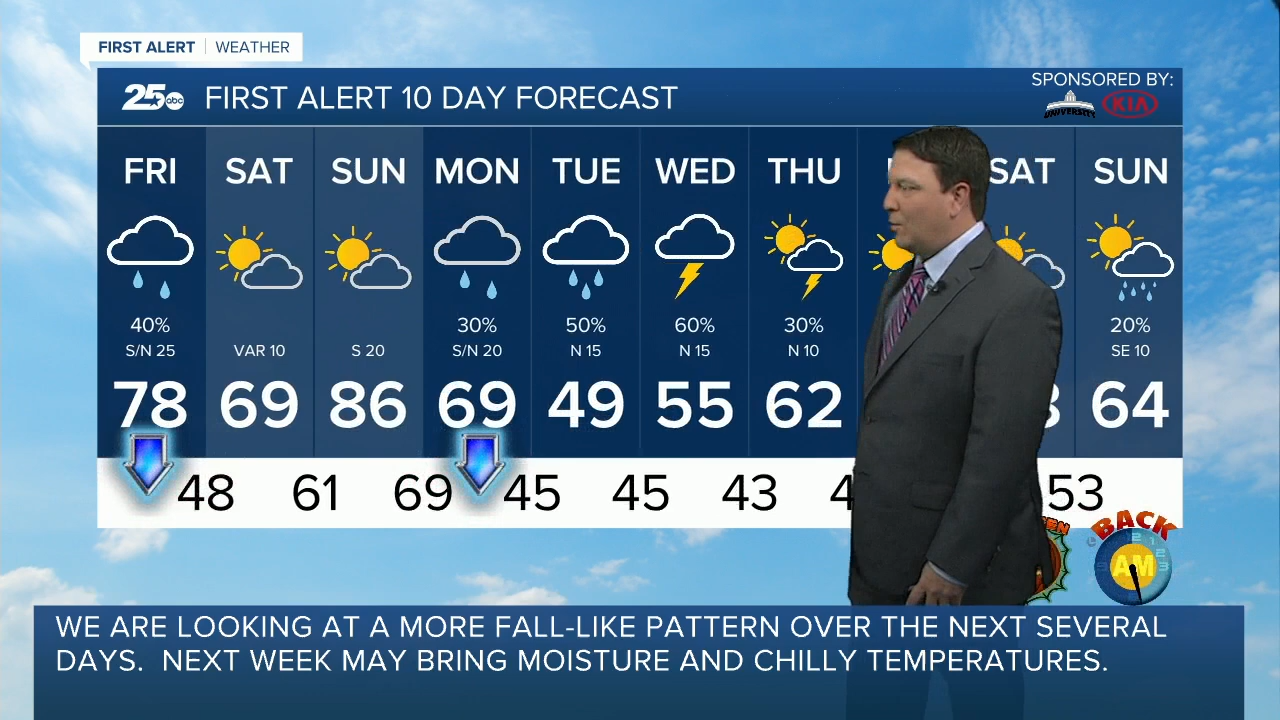 FIRST ALERT | WEATHER
25 abc FIRST ALERT 10 DAY FORECAST
SPONSORED BY:
UNIVERSITY KIA
FRI SAT SUN MON TUE WED THU SAT SUN
40% 30% 50% 60% 30% 20%
S/N 25 VAR 10 S 20 S/N 20 N 15 N 15 N 10 SE 10
78 69 86 69 49 55 62 64
48 61 69 45 45 43 53
BACK
AM
WE ARE LOOKING AT A MORE FALL-LIKE PATTERN OVER THE NEXT SEVERAL
DAYS. NEXT WEEK MAY BRING MOISTURE AND CHILLY TEMPERATURES.